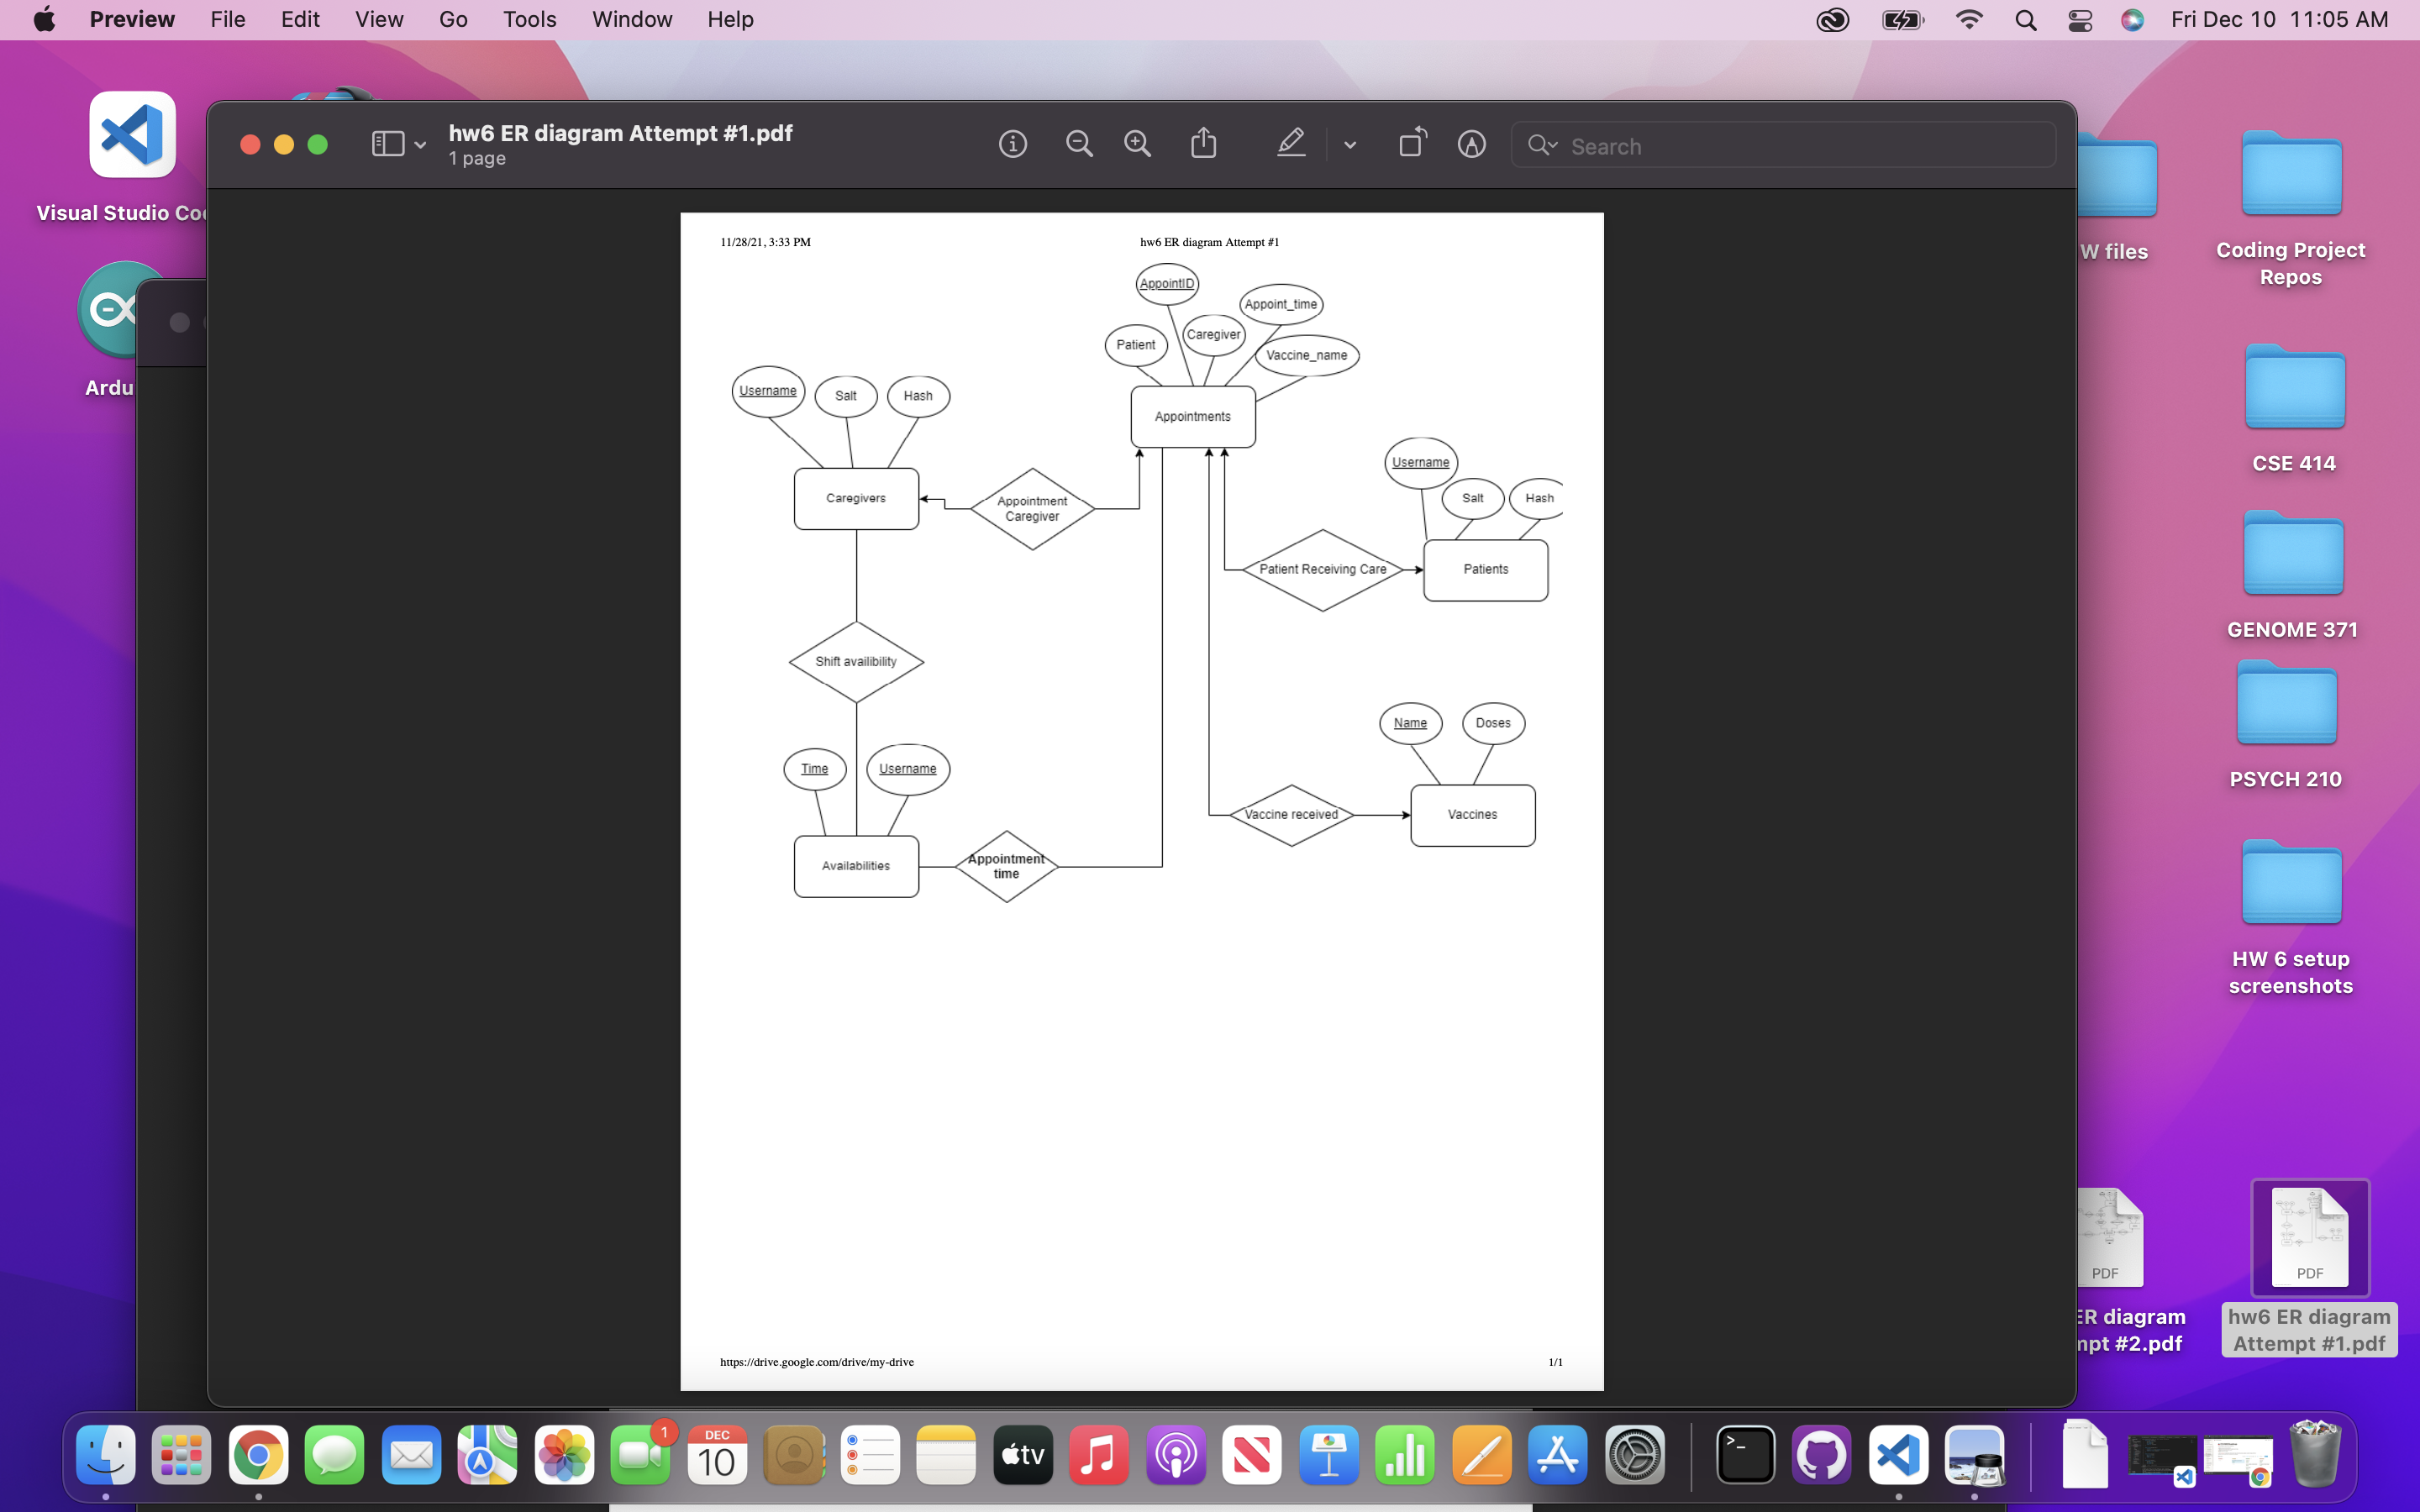 Preview File Edit View Go Tools Window Help Fri Dec 10 11:05 AM
hw6 ER diagram Attempt #1.pdf
1 page
Search
Visual Studio Co
Ardu
W files
Coding Project
Repos
CSE 414
GENOME 371
PSYCH 210
HW 6 setup
screenshots
PDF
ER diagram
mpt #2.pdf
PDF
hw6 ER diagram
Attempt #1.pdf
11/28/21, 3:33 PM hw6 ER diagram Attempt #1
AppointID
Appoint_time
Patient
Caregiver
Vaccine_name
Appointments
Username
Salt
Hash
Caregivers
Appointment
Caregiver
Username
Salt
Hash
Patient Receiving Care
Patients
Shift availibility
Name
Doses
Time
Username
Vaccine received
Vaccines
Availabilities
Appointment
time
https://drive.google.com/drive/my-drive 1/1
1
DEC
10
tv
>_